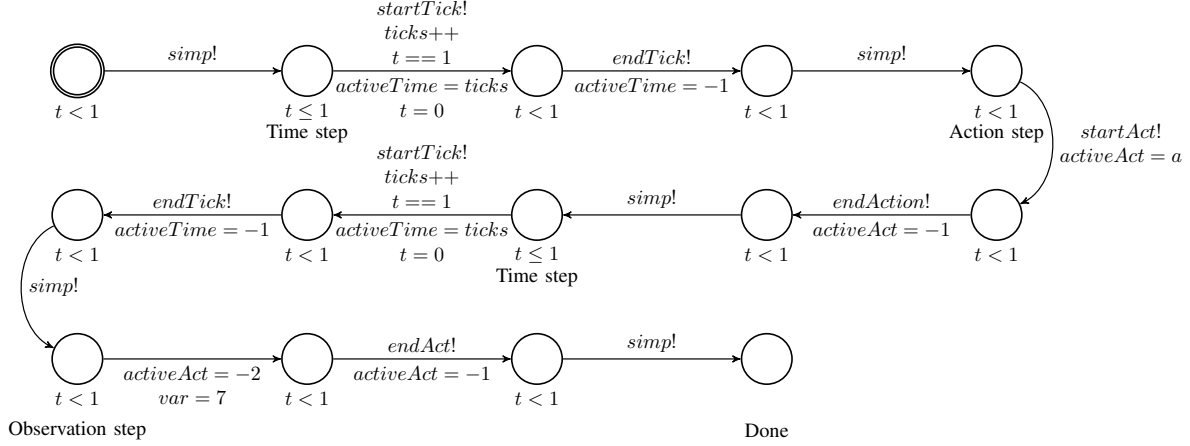 startTick!
ticks++
simp! t == 1 endTick! simp!
activeTime = ticks activeTime = −1
t < 1 t ≤ 1 t = 0 t < 1 t < 1 t < 1
Time step Action step
startAct!
activeAct = a
startTick!
ticks++
endTick! t == 1 simp! endAction!
activeTime = −1 activeTime = ticks activeAct = −1
t < 1 t < 1 t = 0 t ≤ 1 t < 1 t < 1
Time step
simp!
endAct! simp!
activeAct = −2 activeAct = −1
t < 1 var = 7 t < 1 t < 1
Observation step Done